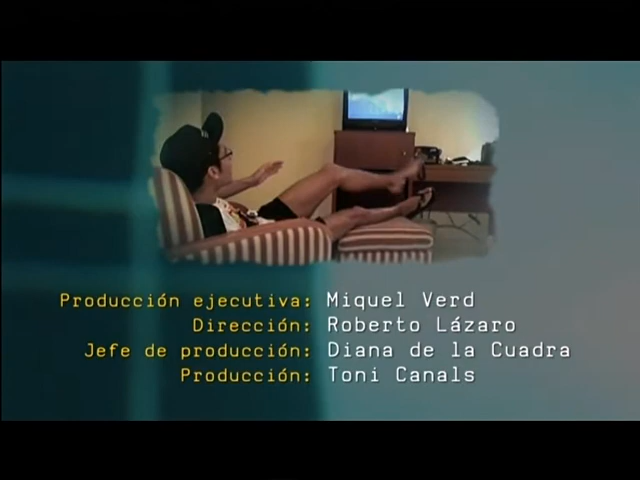 Producción ejecutiva: Miquel Verd
Dirección: Roberto Lázaro
Jefe de producción: Diana de la Cuadra
Producción: Toni Canals